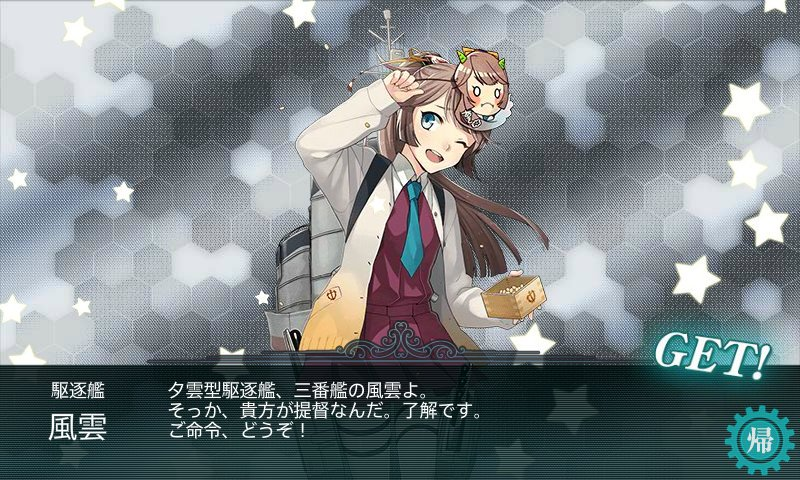 GET!
駆逐艦
風雲
夕雲型駆逐艦、三番艦の風雲よ。
そっか、貴方が提督なんだ。了解です。
ご命令、どうぞ！
帰